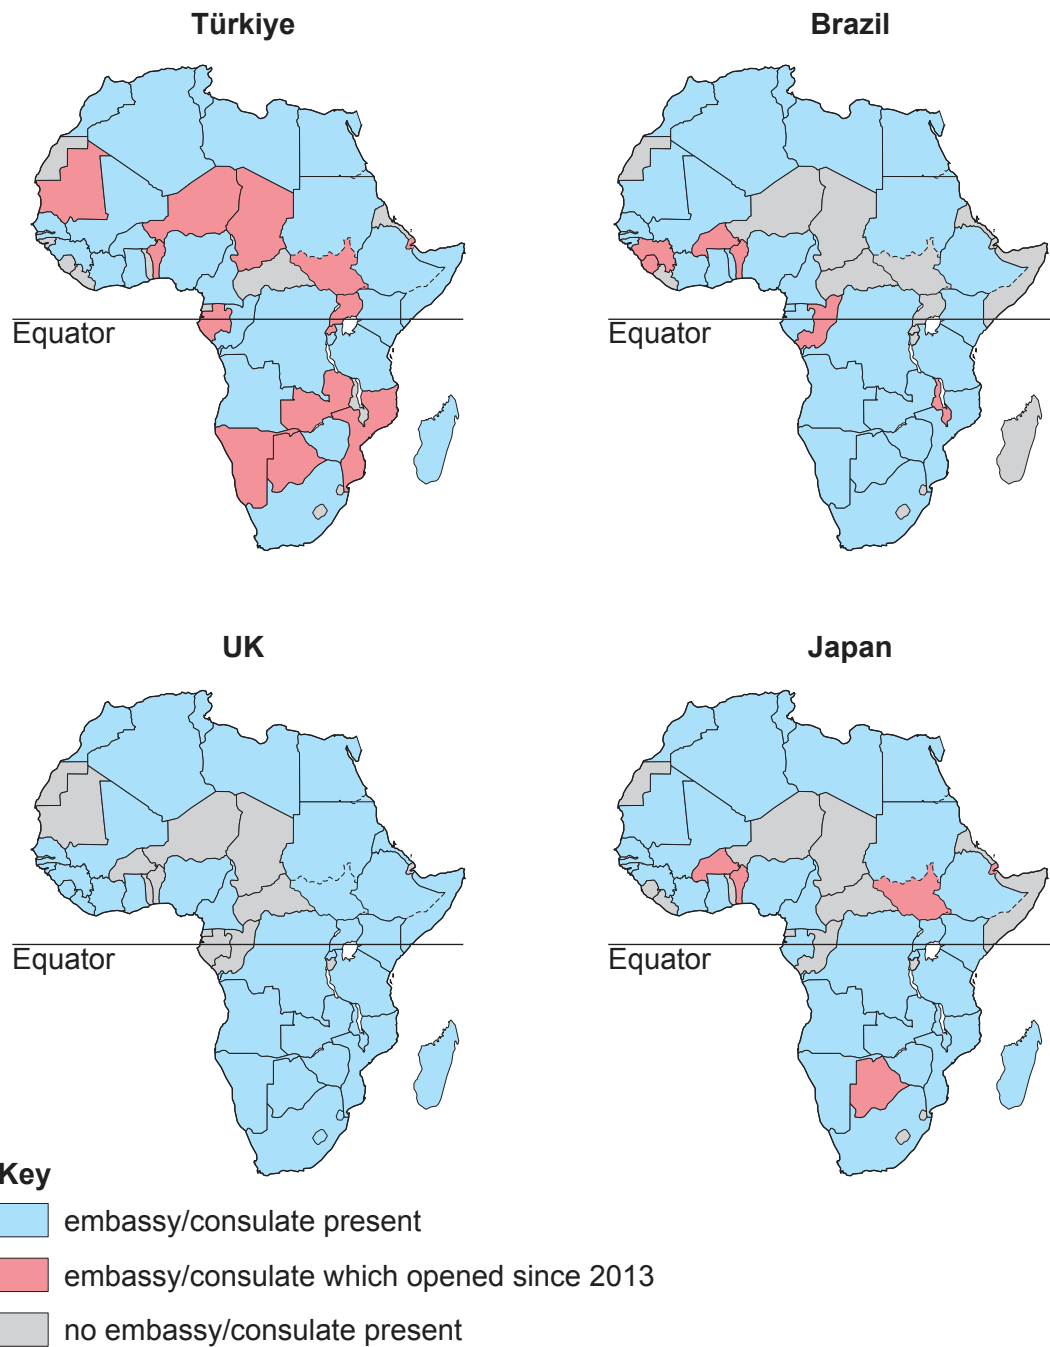 Türkiye
Brazil
Equator
Equator
UK
Japan
Equator
Equator
Key
embassy/consulate present
embassy/consulate which opened since 2013
no embassy/consulate present